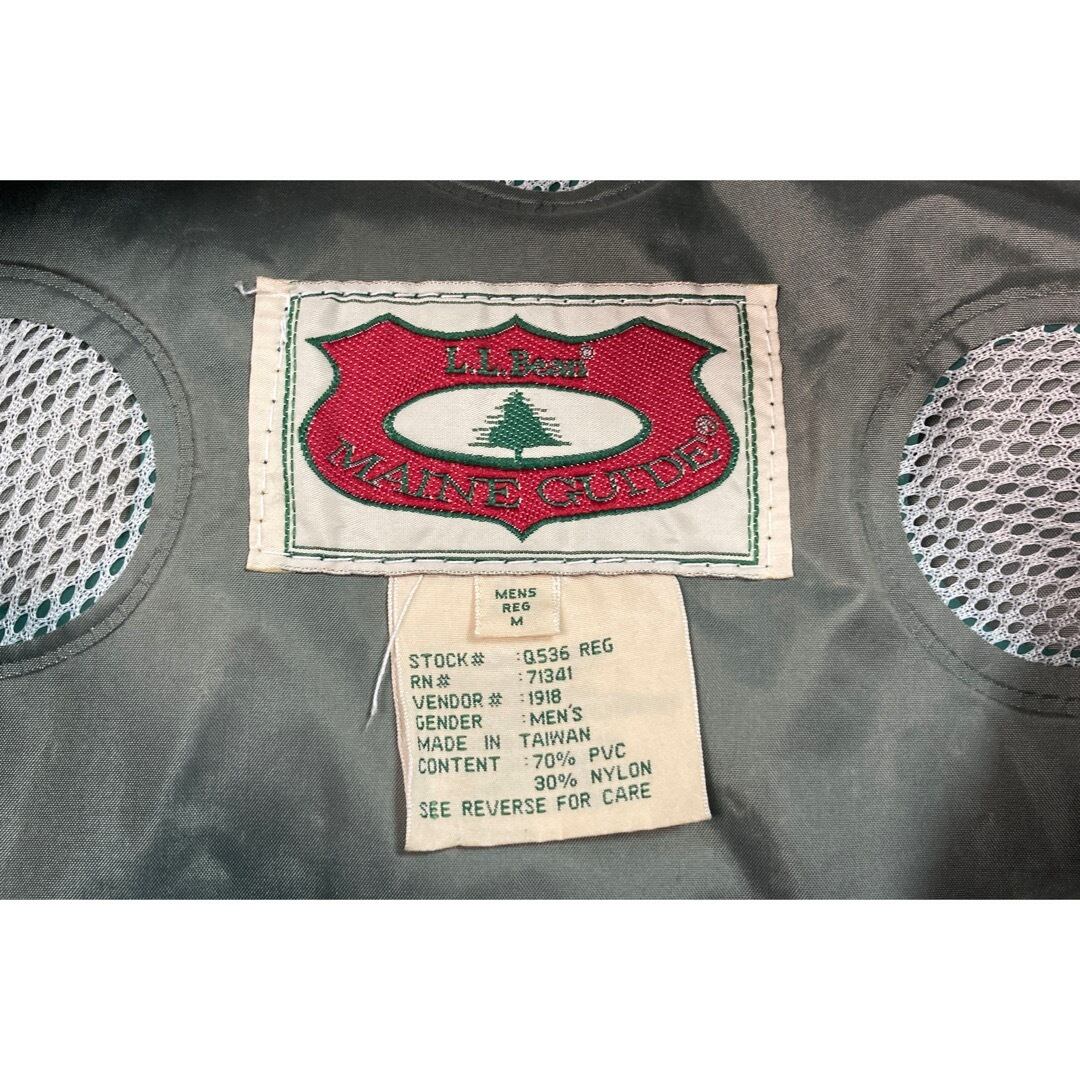 L.L.Bean®
MAINE GUIDE®
MENS
REG
M
STOCK# :Q536 REG
RN# :71341
VENDOR# :1918
GENDER :MEN'S
MADE IN TAIWAN
CONTENT :70% PVC
30% NYLON
SEE REVERSE FOR CARE